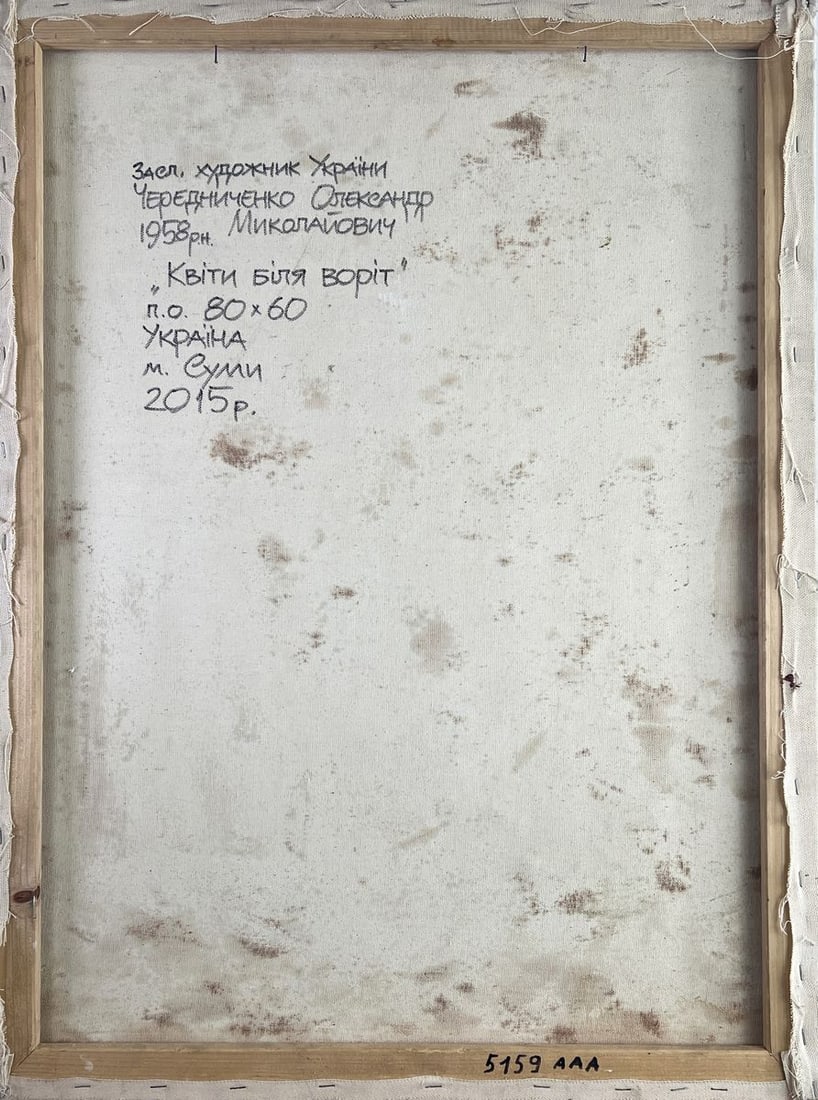 Засл. художник України
Чередниченко Олександр
1958рн. Миколайович
„Квіти біля воріт"
п.о. 80×60
Україна
м. Суми
2015р.
5159 ААА